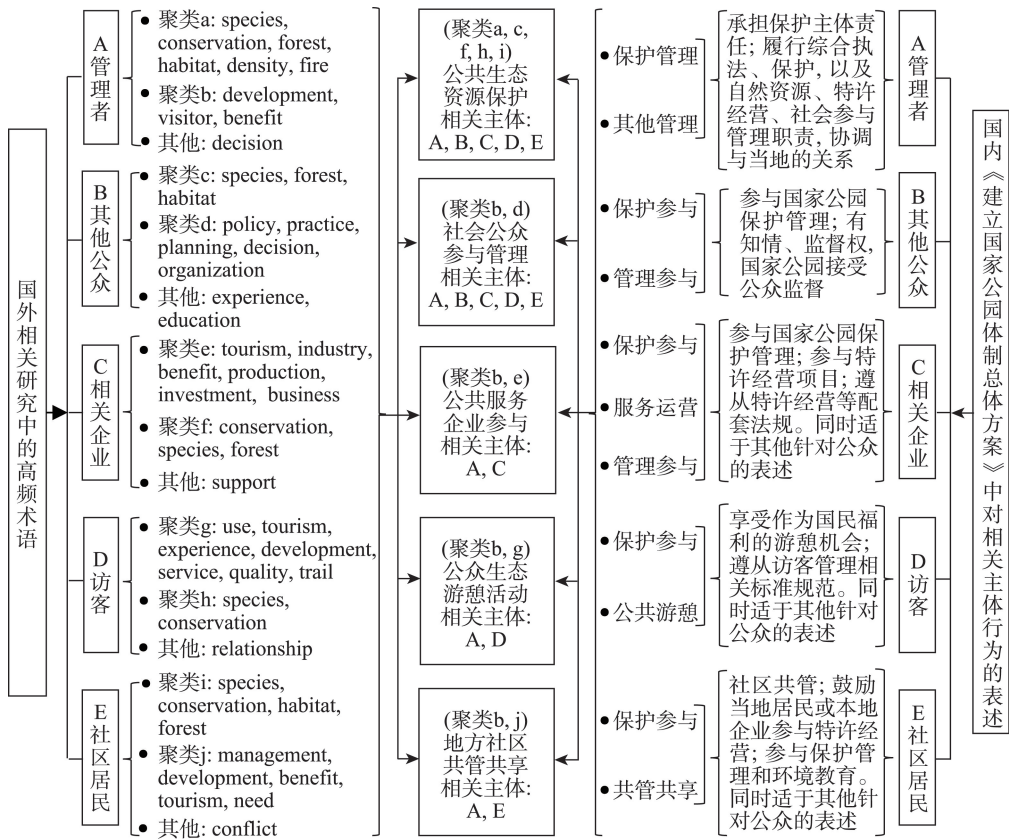 国外相关研究中的高频术语
A管理者
● 聚类a: species,
conservation, forest,
habitat, density, fire
● 聚类b: development,
visitor, benefit
● 其他: decision
B其他公众
● 聚类c: species, forest,
habitat
● 聚类d: policy, practice,
planning, decision,
organization
● 其他: experience,
education
C相关企业
● 聚类e: tourism, industry,
benefit, production,
investment, business
● 聚类f: conservation,
species, forest
● 其他: support
D访客
● 聚类g: use, tourism,
experience, development,
service, quality, trail
● 聚类h: species,
conservation
● 其他: relationship
E社区居民
● 聚类i: species,
conservation, habitat,
forest
● 聚类j: management,
development, benefit,
tourism, need
● 其他: conflict
(聚类a, c,
f, h, i)
公共生态
资源保护
相关主体:
A, B, C, D, E
(聚类b, d)
社会公众
参与管理
相关主体:
A, B, C, D, E
(聚类b, e)
公共服务
企业参与
相关主体:
A, C
(聚类b, g)
公众生态
游憩活动
相关主体:
A, D
(聚类b, j)
地方社区
共管共享
相关主体:
A, E
● 保护管理
● 其他管理
承担保护主体责
任; 履行综合执
法、保护, 以及
自然资源、特许
经营、社会参与
管理职责, 协调
与当地的关系
A管理者
● 保护参与
● 管理参与
参与国家公园
保护管理; 有
知情、监督权,
国家公园接受
公众监督
B其他公众
● 保护参与
● 服务运营
● 管理参与
参与国家公园保
护管理; 参与特
许经营项目; 遵
从特许经营等配
套法规。同时适
于其他针对公众
的表述
C相关企业
● 保护参与
● 公共游憩
享受作为国民福
利的游憩机会;
遵从访客管理相
关标准规范。同
时适于其他针对
公众的表述
D访客
● 保护参与
● 共管共享
社区共管; 鼓励
当地居民或本地
企业参与特许经
营; 参与保护管
理和环境教育。
同时适于其他针
对公众的表述
E社区居民
国内《建立国家公园体制总体方案》中对相关主体行为的表述